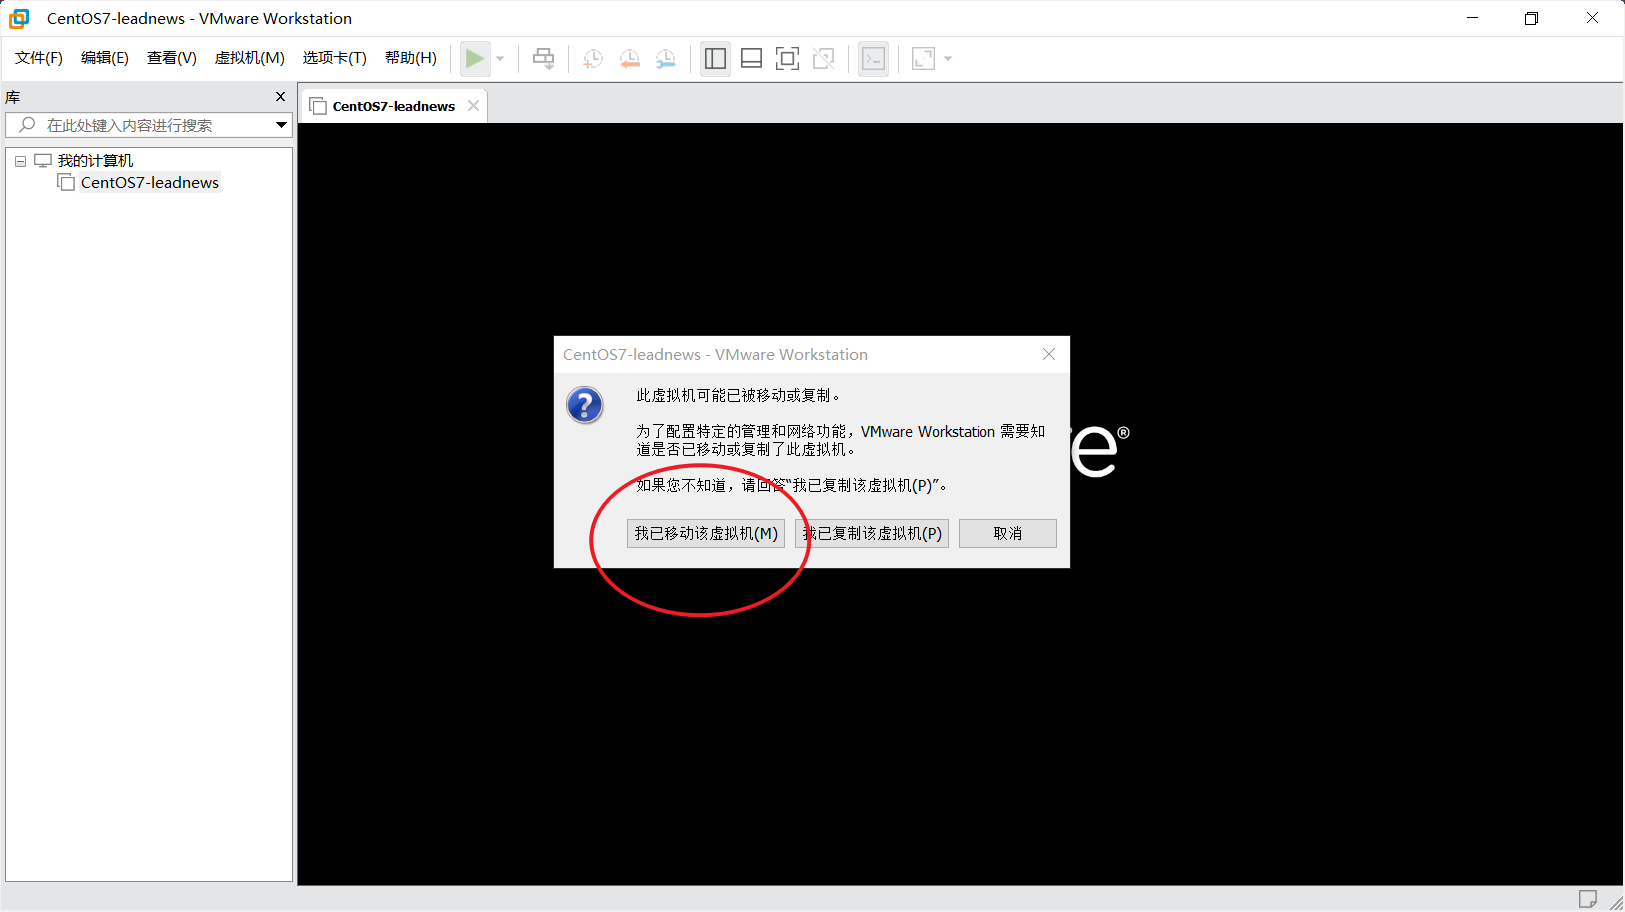 CentOS7-leadnews - VMware Workstation
文件(F) 编辑(E) 查看(V) 虚拟机(M) 选项卡(T) 帮助(H)
库
CentOS7-leadnews
在此处键入内容进行搜索
我的计算机
CentOS7-leadnews
CentOS7-leadnews - VMware Workstation
此虚拟机可能已被移动或复制。
为了配置特定的管理和网络功能，VMware Workstation 需要知
道是否已移动或复制了此虚拟机。
如果您不知道，请回答“我已复制该虚拟机(P)”。
我已移动该虚拟机(M) 我已复制该虚拟机(P) 取消
e®